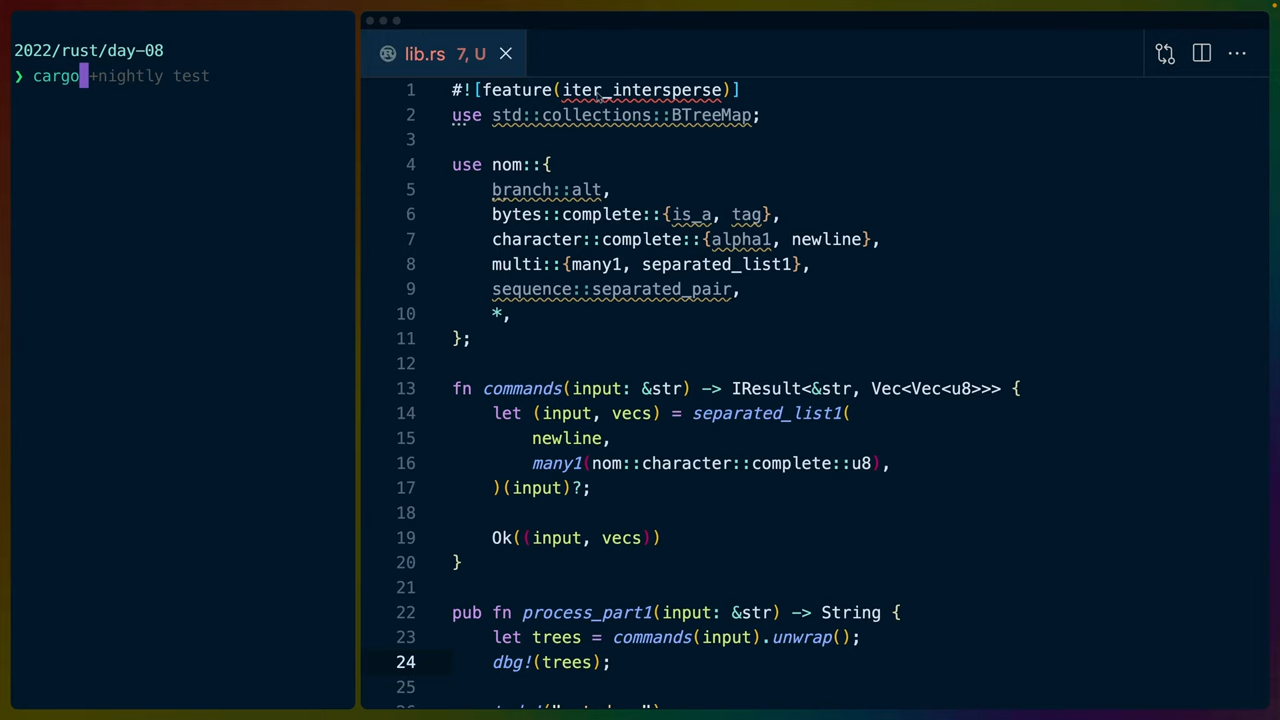 2022/rust/day-08
❯ cargo +nightly test
lib.rs 7, U
1 #![feature(iter_intersperse)]
2 use std::collections::BTreeMap;
3
4 use nom::{
5 branch::alt,
6 bytes::complete::{is_a, tag},
7 character::complete::{alpha1, newline},
8 multi::{many1, separated_list1},
9 sequence::separated_pair,
10 *,
11 };
12
13 fn commands(input: &str) -> IResult<&str, Vec<Vec<u8>>> {
14 let (input, vecs) = separated_list1(
15 newline,
16 many1(nom::character::complete::u8),
17 )(input)?;
18
19 Ok((input, vecs))
20 }
21
22 pub fn process_part1(input: &str) -> String {
23 let trees = commands(input).unwrap();
24 dbg!(trees);
25